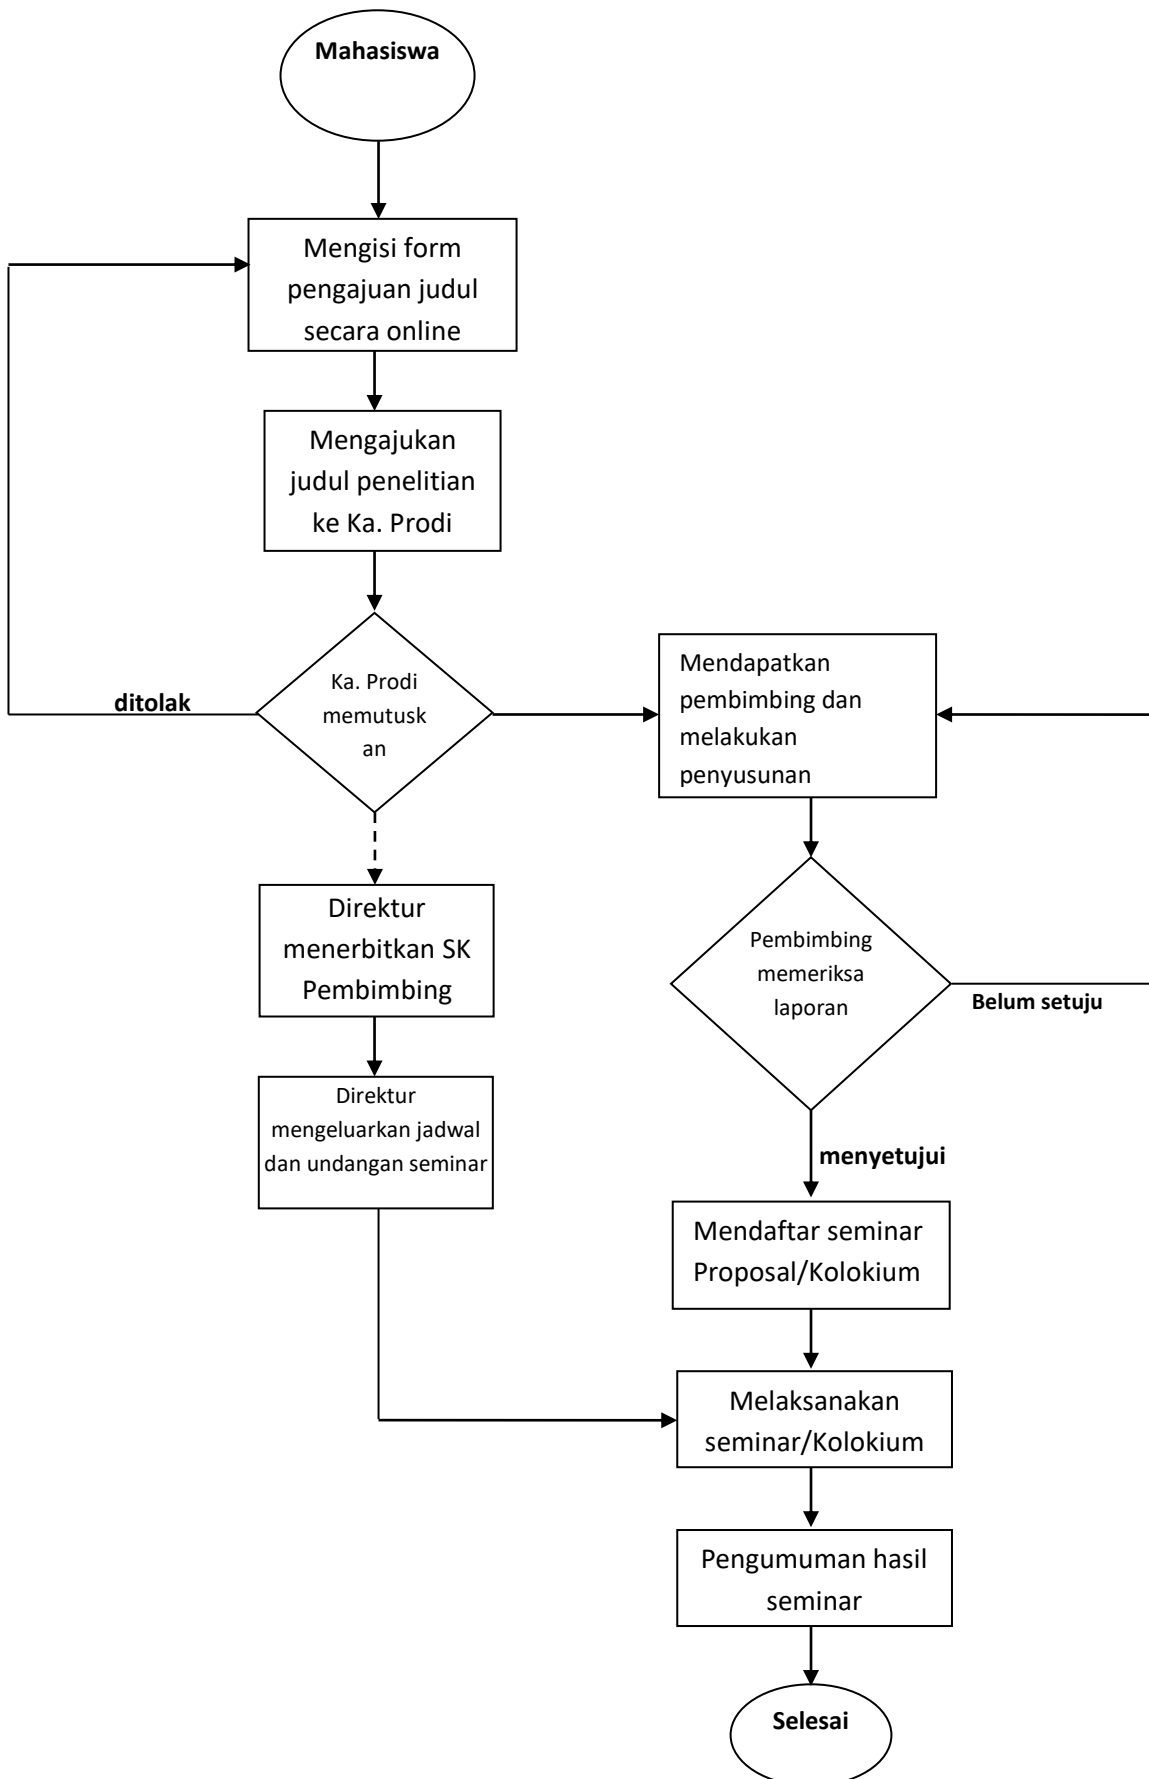 Mahasiswa
Mengisi form
pengajuan judul
secara online
Mengajukan
judul penelitian
ke Ka. Prodi
ditolak
Ka. Prodi
memutusk
an
Mendapatkan
pembimbing dan
melakukan
penyusunan
Direktur
menerbitkan SK
Pembimbing
Pembimbing
memeriksa
laporan
Belum setuju
Direktur
mengeluarkan jadwal
dan undangan seminar
menyetujui
Mendaftar seminar
Proposal/Kolokium
Melaksanakan
seminar/Kolokium
Pengumuman hasil
seminar
Selesai